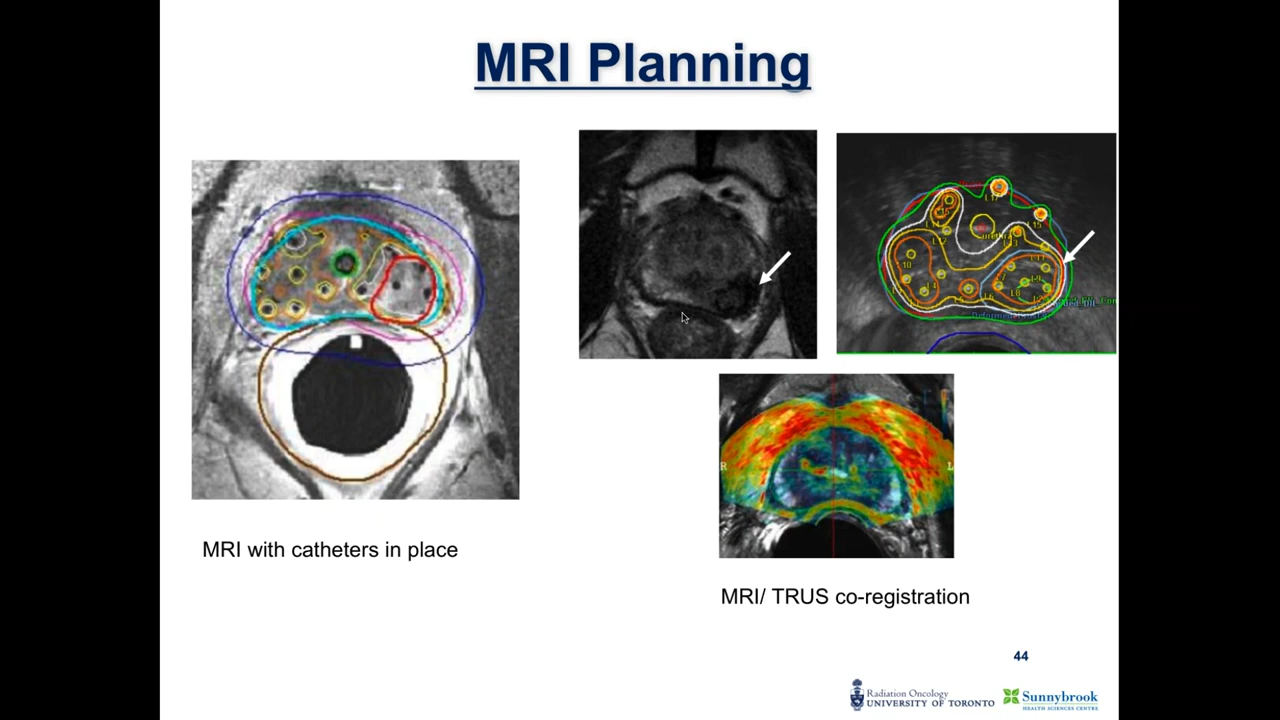 MRI Planning
MRI with catheters in place
R
L
MRI/ TRUS co-registration
44
Radiation Oncology
UNIVERSITY OF TORONTO
Sunnybrook
HEALTH SCIENCES CENTRE